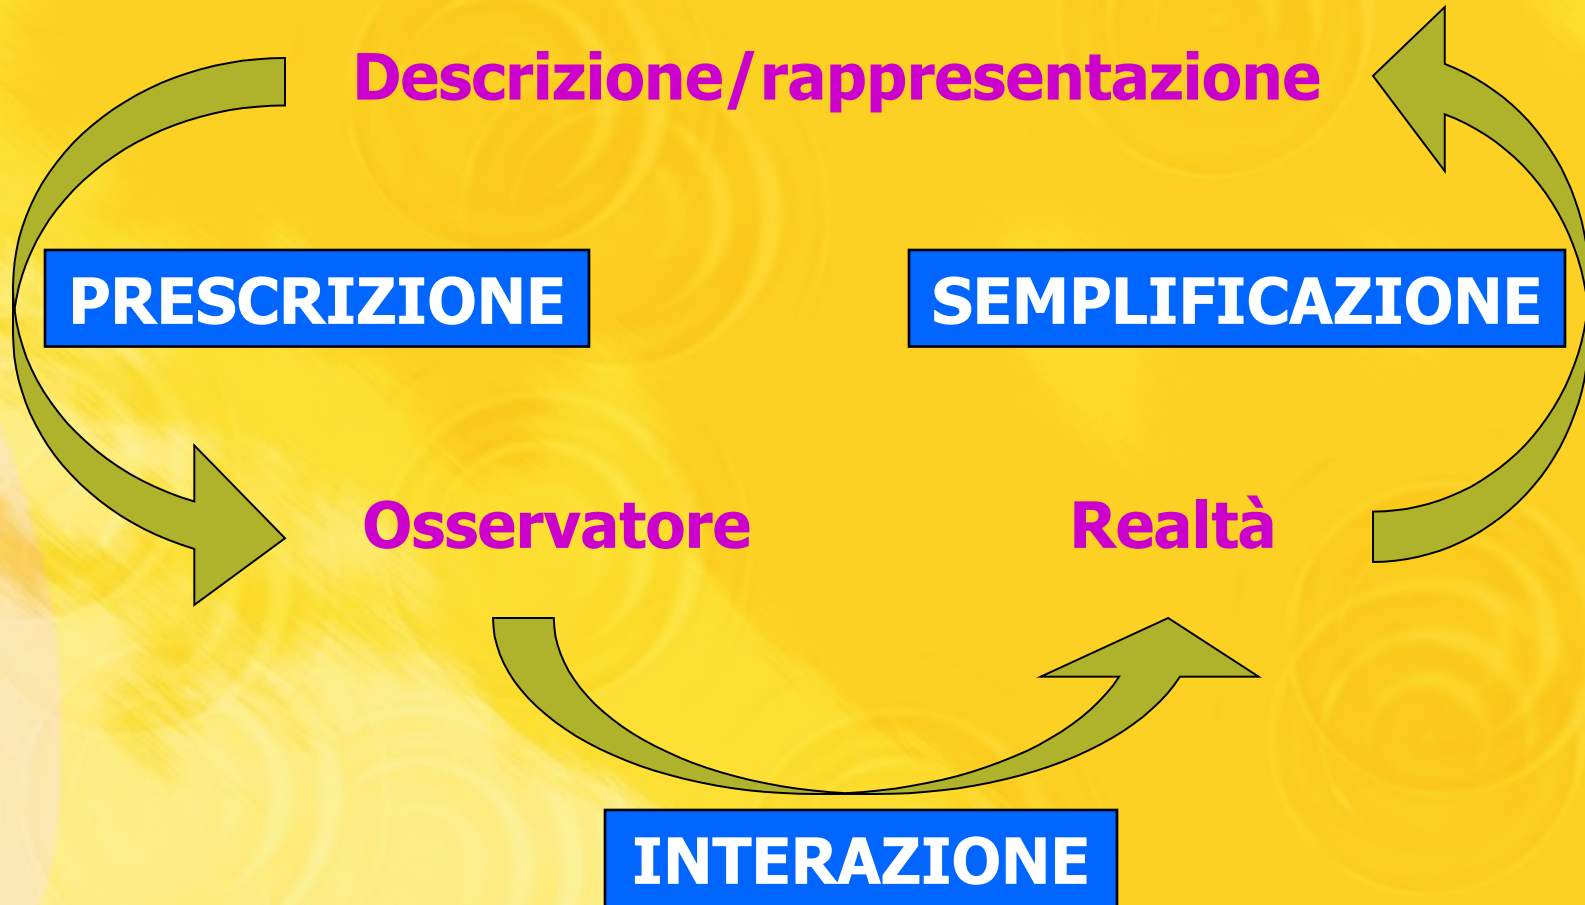 Descrizione/rappresentazione
PRESCRIZIONE
SEMPLIFICAZIONE
Osservatore
Realtà
INTERAZIONE